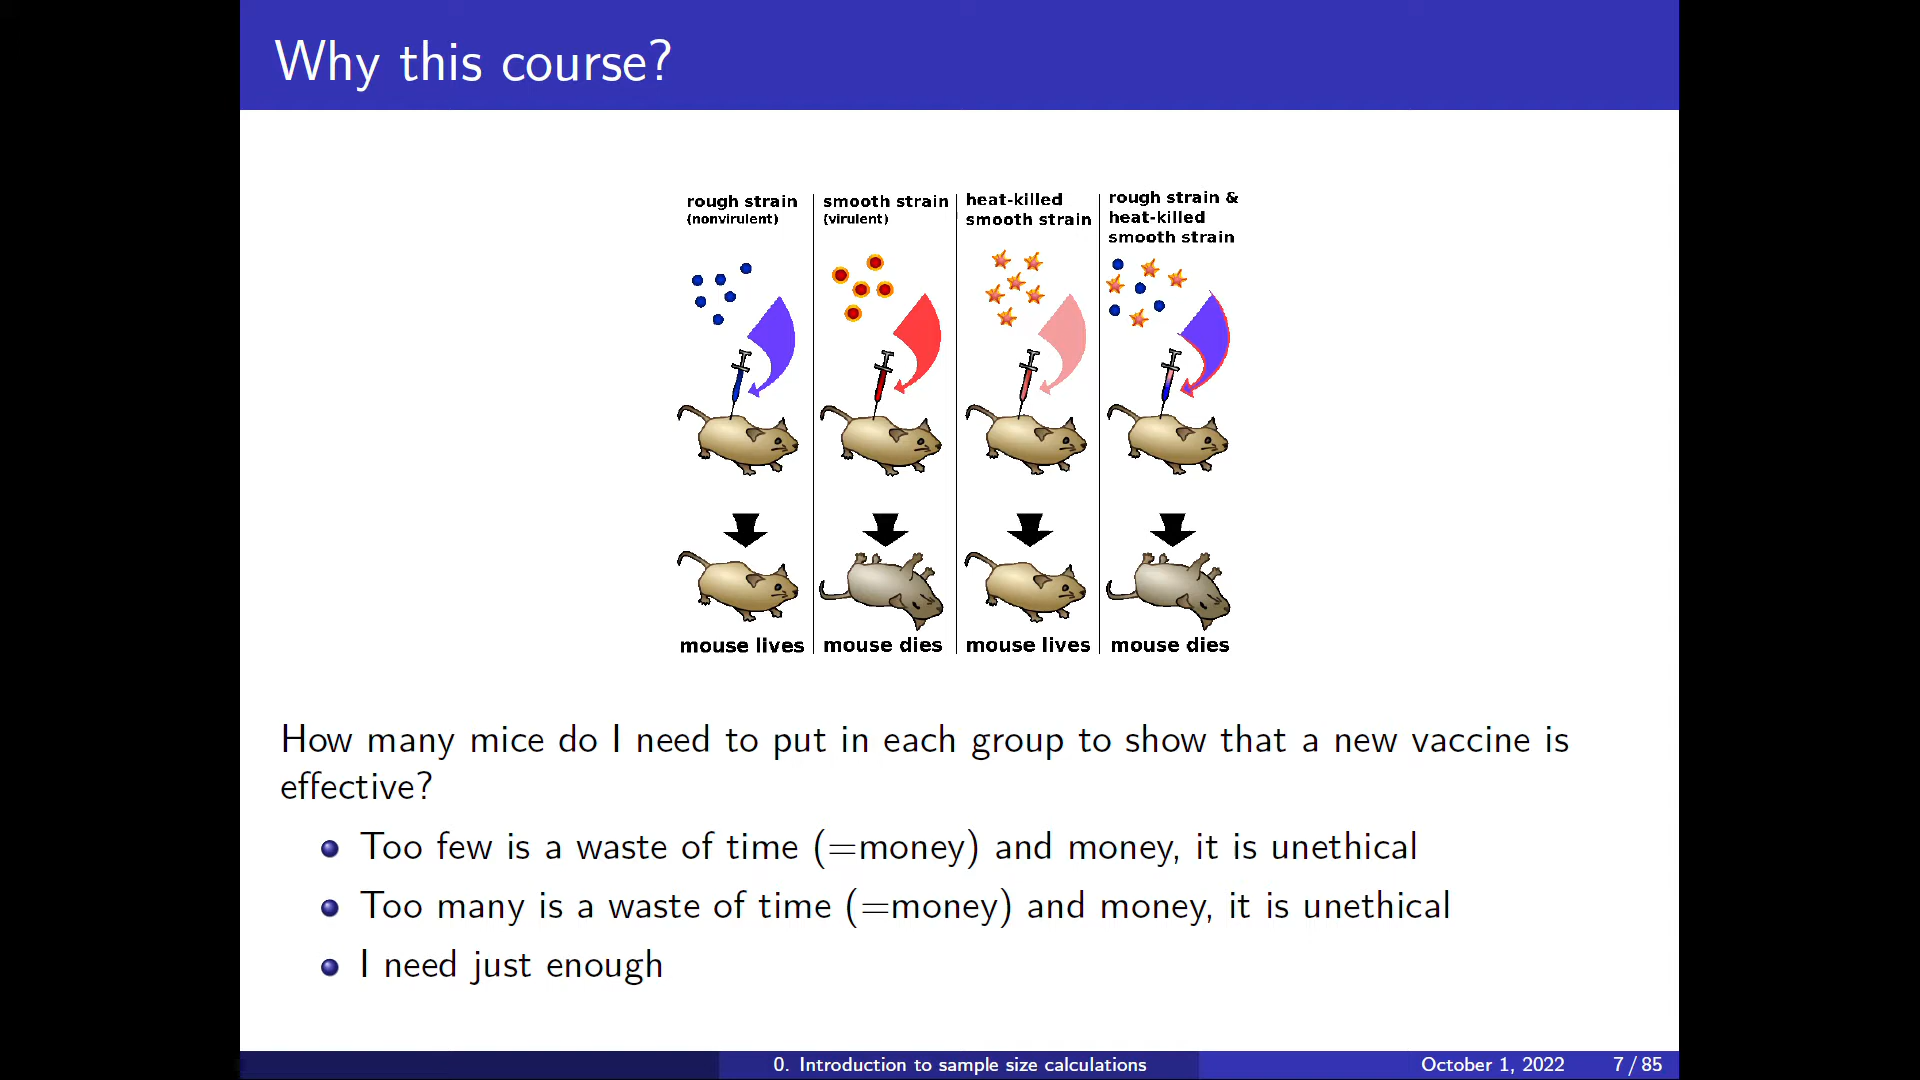 Why this course?
rough strain
(nonvirulent)
smooth strain
(virulent)
heat-killed
smooth strain
rough strain &
heat-killed
smooth strain
mouse lives
mouse dies
mouse lives
mouse dies
How many mice do I need to put in each group to show that a new vaccine is
effective?
Too few is a waste of time (=money) and money, it is unethical
Too many is a waste of time (=money) and money, it is unethical
I need just enough
0. Introduction to sample size calculations
October 1, 2022
7 / 85